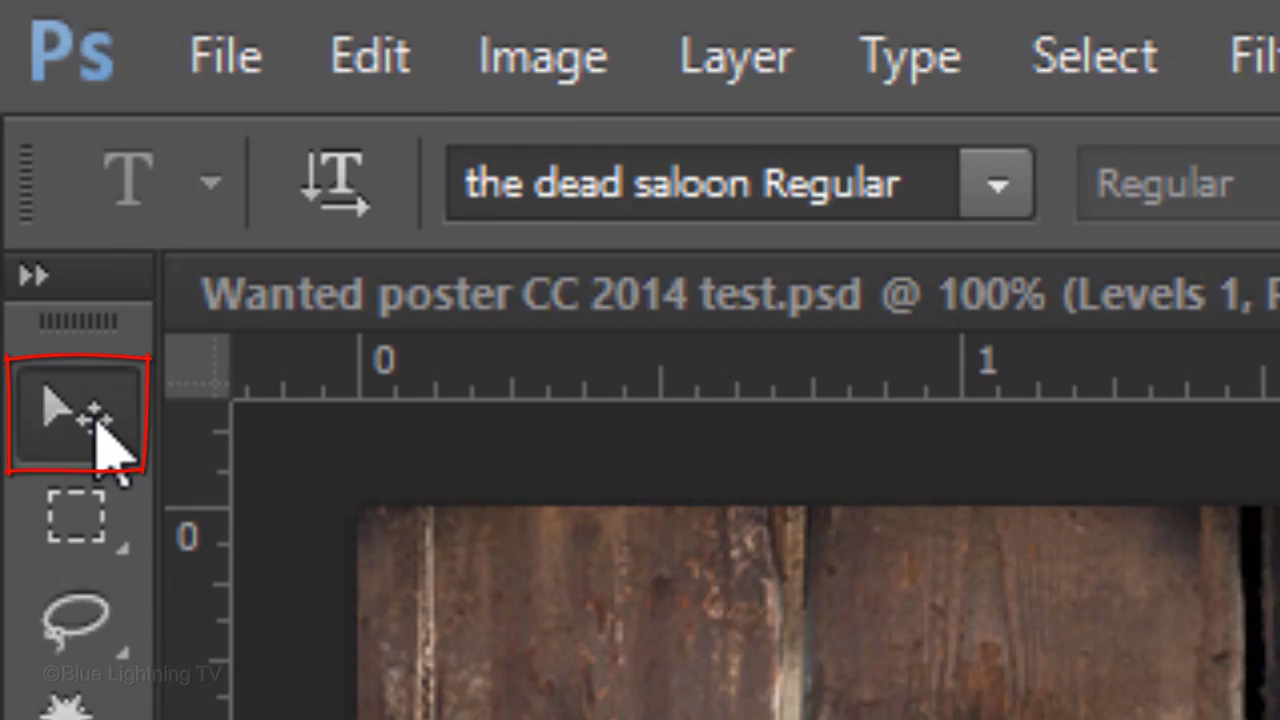 Ps File Edit Image Layer Type Select Fil
T T the dead saloon Regular Regular
Wanted poster CC 2014 test.psd @ 100% (Levels 1,
0 1
0
©Blue Lightning TV